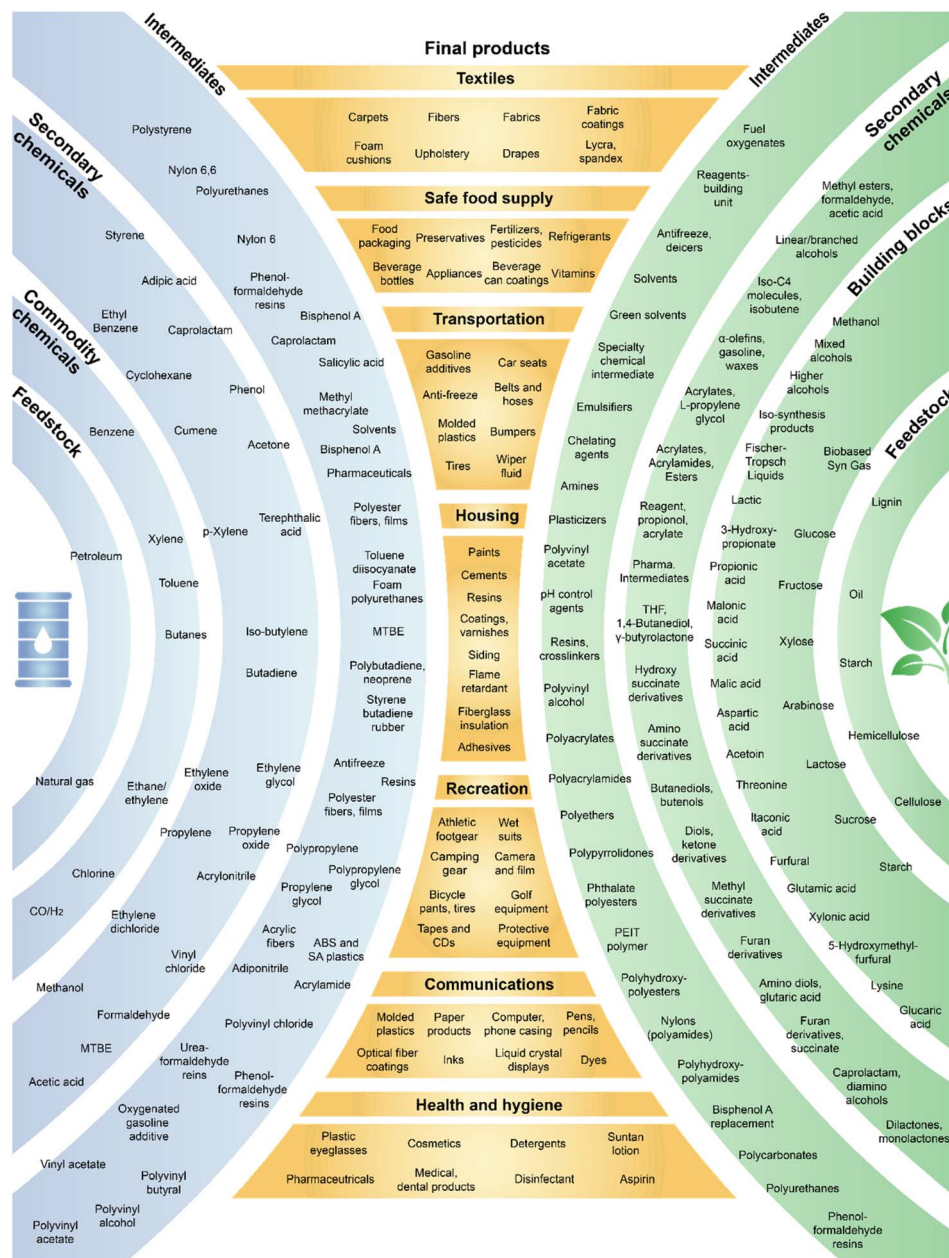 Final products
Textiles
Carpets
Fibers
Fabrics
Fabric
coatings
Foam
cushions
Upholstery
Drapes
Lycra,
spandex
Safe food supply
Food
packaging
Preservatives
Fertilizers,
pesticides
Refrigerants
Beverage
bottles
Appliances
Beverage
can coatings
Vitamins
Transportation
Gasoline
additives
Car seats
Anti-freeze
Belts and
hoses
Molded
plastics
Bumpers
Tires
Wiper
fluid
Housing
Paints
Cements
Resins
Coatings,
varnishes
Siding
Flame
retardant
Fiberglass
insulation
Adhesives
Recreation
Athletic
footgear
Wet
suits
Camping
gear
Camera
and film
Bicycle
pants, tires
Golf
equipment
Tapes and
CDs
Protective
equipment
Communications
Molded
plastics
Paper
products
Computer,
phone casing
Pens,
pencils
Optical fiber
coatings
Inks
Liquid crystal
displays
Dyes
Health and hygiene
Plastic
eyeglasses
Cosmetics
Detergents
Suntan
lotion
Pharmaceutricals
Medical,
dental products
Disinfectant
Aspirin
Intermediates
Polystyrene
Nylon 6,6
Polyurethanes
Nylon 6
Phenol-
formaldehyde
resins
Bisphenol A
Caprolactam
Salicylic acid
Methyl
methacrylate
Solvents
Bisphenol A
Pharmaceuticals
Polyester
fibers, films
Toluene
diisocyanate
Foam
polyurethanes
MTBE
Polybutadiene,
neoprene
Styrene
butadiene
rubber
Antifreeze
Resins
Polyester
fibers, films
Polypropylene
Polypropylene
glycol
Propylene
glycol
Acrylic
fibers
ABS and
SA plastics
Adiponitrile
Acrylamide
Polyvinyl chloride
Urea-
formaldehyde
reins
Phenol-
formaldehyde
resins
Oxygenated
gasoline
additive
Polyvinyl
butyral
Polyvinyl
alcohol
Polyvinyl
acetate
Secondary
chemicals
Styrene
Adipic acid
Ethyl
Benzene
Caprolactam
Cyclohexane
Phenol
Cumene
Acetone
p-Xylene
Terephthalic
acid
Iso-butylene
Butadiene
Ethylene
oxide
Ethylene
glycol
Propylene
oxide
Acrylonitrile
Ethylene
dichloride
Vinyl
chloride
Formaldehyde
MTBE
Acetic acid
Vinyl acetate
Commodity
chemicals
Benzene
Xylene
Toluene
Butanes
Ethane/
ethylene
Propylene
Chlorine
CO/H2
Methanol
Feedstock
Petroleum
Natural gas
Intermediates
Fuel
oxygenates
Reagents-
building
unit
Antifreeze,
deicers
Solvents
Green solvents
Specialty
chemical
intermediate
Emulsifiers
Chelating
agents
Amines
Plasticizers
Polyvinyl
acetate
pH control
agents
Resins,
crosslinkers
Polyvinyl
alcohol
Polyacrylates
Polyacrylamides
Polyethers
Polypyrrolidones
Phthalate
polyesters
PEIT
polymer
Polyhydroxy-
polyesters
Nylons
(polyamides)
Polyhydroxy-
polyamides
Bisphenol A
replacement
Polycarbonates
Polyurethanes
Phenol-
formaldehyde
resins
Secondary
chemicals
Methyl esters,
formaldehyde,
acetic acid
Linear/branched
alcohols
Iso-C4
molecules,
isobutene
α-olefins,
gasoline,
waxes
Acrylates,
L-propylene
glycol
Acrylates,
Acrylamides,
Esters
Reagent,
propionol,
acrylate
Pharma.
Intermediates
THF,
1,4-Butanediol,
γ-butyrolactone
Hydroxy
succinate
derivatives
Amino
succinate
derivatives
Butanediols,
butenols
Diols,
ketone
derivatives
Methyl
succinate
derivatives
Furan
derivatives
Amino diols,
glutaric acid
Furan
derivatives,
succinate
Caprolactam,
diamino
alcohols
Dilactones,
monolactones
Building blocks
Methanol
Mixed
alcohols
Higher
alcohols
Iso-synthesis
products
Fischer-
Tropsch
Liquids
Lactic
3-Hydroxy-
propionate
Propionic
acid
Malonic
acid
Succinic
acid
Malic acid
Aspartic
acid
Acetoin
Threonine
Itaconic
acid
Furfural
Glutamic acid
Xylonic acid
5-Hydroxymethyl-
furfural
Lysine
Glucaric
acid
Biobased
Syn Gas
Glucose
Fructose
Xylose
Arabinose
Lactose
Sucrose
Starch
Feedstock
Lignin
Oil
Starch
Hemicellulose
Cellulose